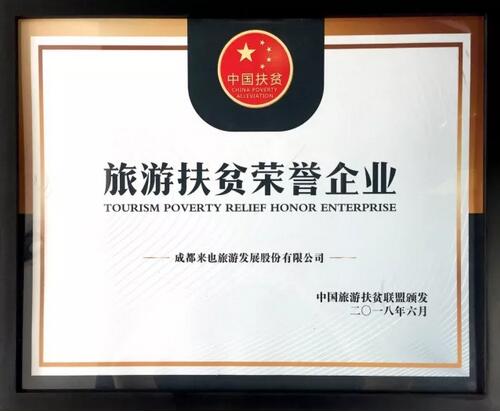 中国扶贫
CHINA POVERTY
ALLEVIATION
旅游扶贫荣誉企业
TOURISM POVERTY RELIEF HONOR ENTERPRISE
成都来也旅游发展股份有限公司
中国旅游扶贫联盟颁发
二〇一八年六月